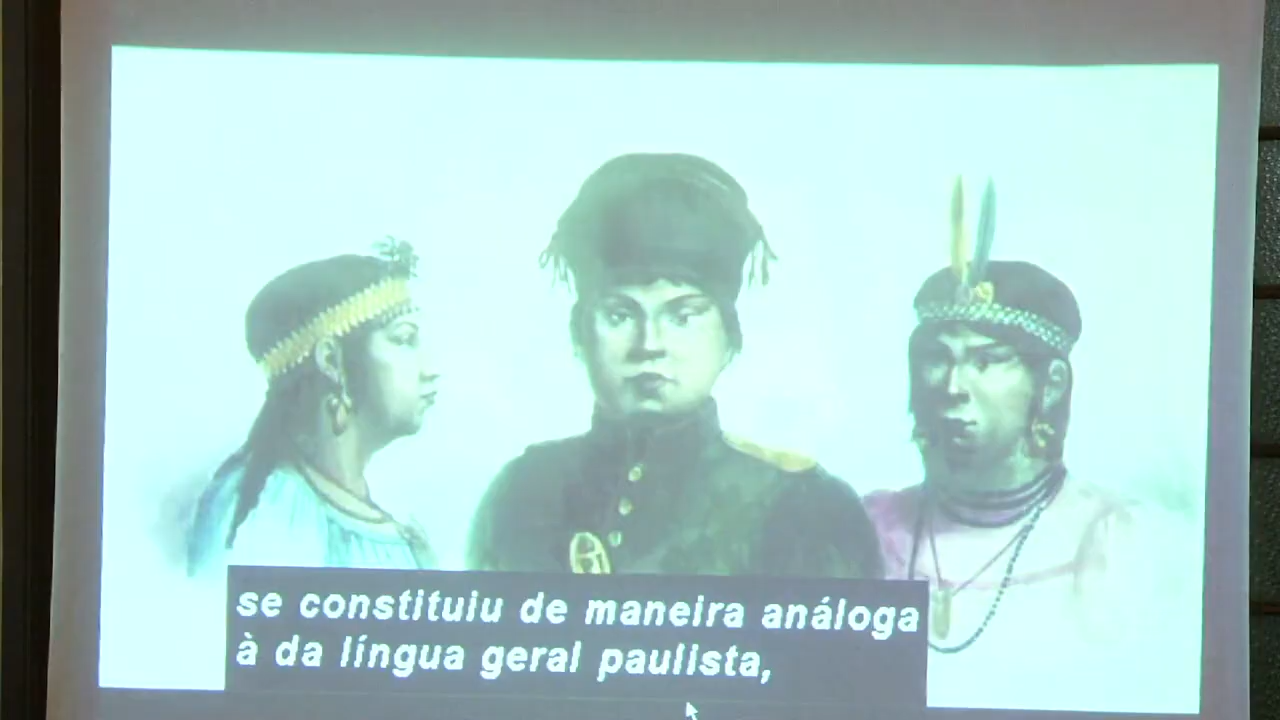 se constituiu de maneira análoga
à da língua geral paulista,